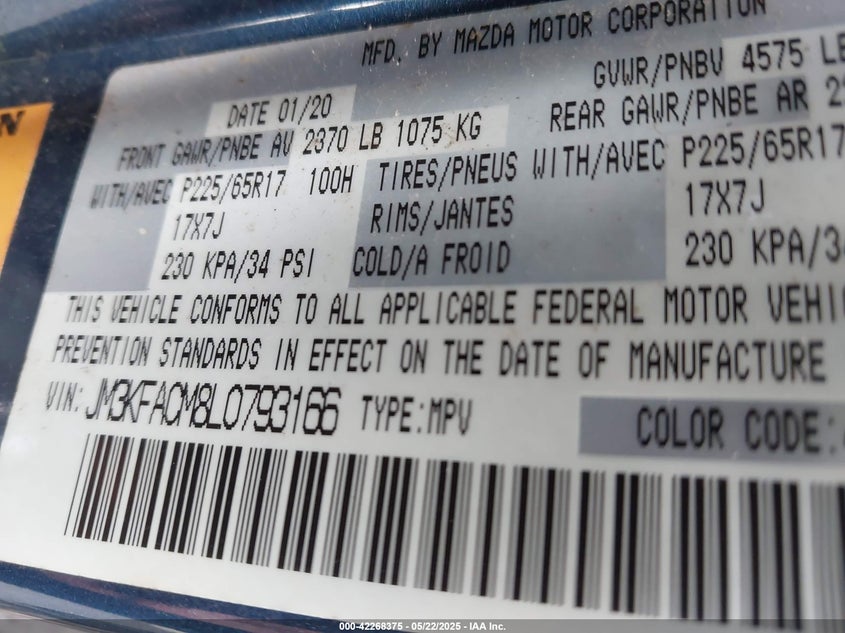 MFD. BY MAZDA MOTOR CORPORATION
DATE 01/20
GVWR/PNBV 4575 LB
FRONT GAWR/PNBE AV 2370 LB 1075 KG
REAR GAWR/PNBE AR
WITH/AVEC P225/65R17 100H TIRES/PNEUS WITH/AVEC P225/65R17
17X7J RIMS/JANTES 17X7J
230 KPA/34 PSI COLD/A FROID 230 KPA/34
THIS VEHICLE CONFORMS TO ALL APPLICABLE FEDERAL MOTOR
PREVENTION STANDARDS IN EFFECT ON THE DATE OF MANUFACTURE
VIN: JM3KFACM8L0793166 TYPE:MPV
COLOR CODE:
000-42268375 - 05/22/2025 - IAA Inc.